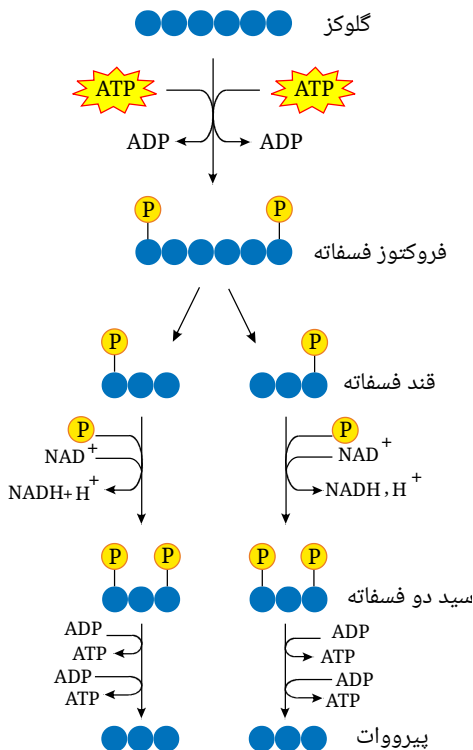 گلوکز
ATP ATP
ADP ADP
P P
فروکتوز فسفاته
P P
قند فسفاته
P P
NAD+ NAD+
NADH+H+ NADH,H+
P P P P
سید دو فسفاته
ADP ADP
ATP ATP
ADP ADP
ATP ATP
پیرووات